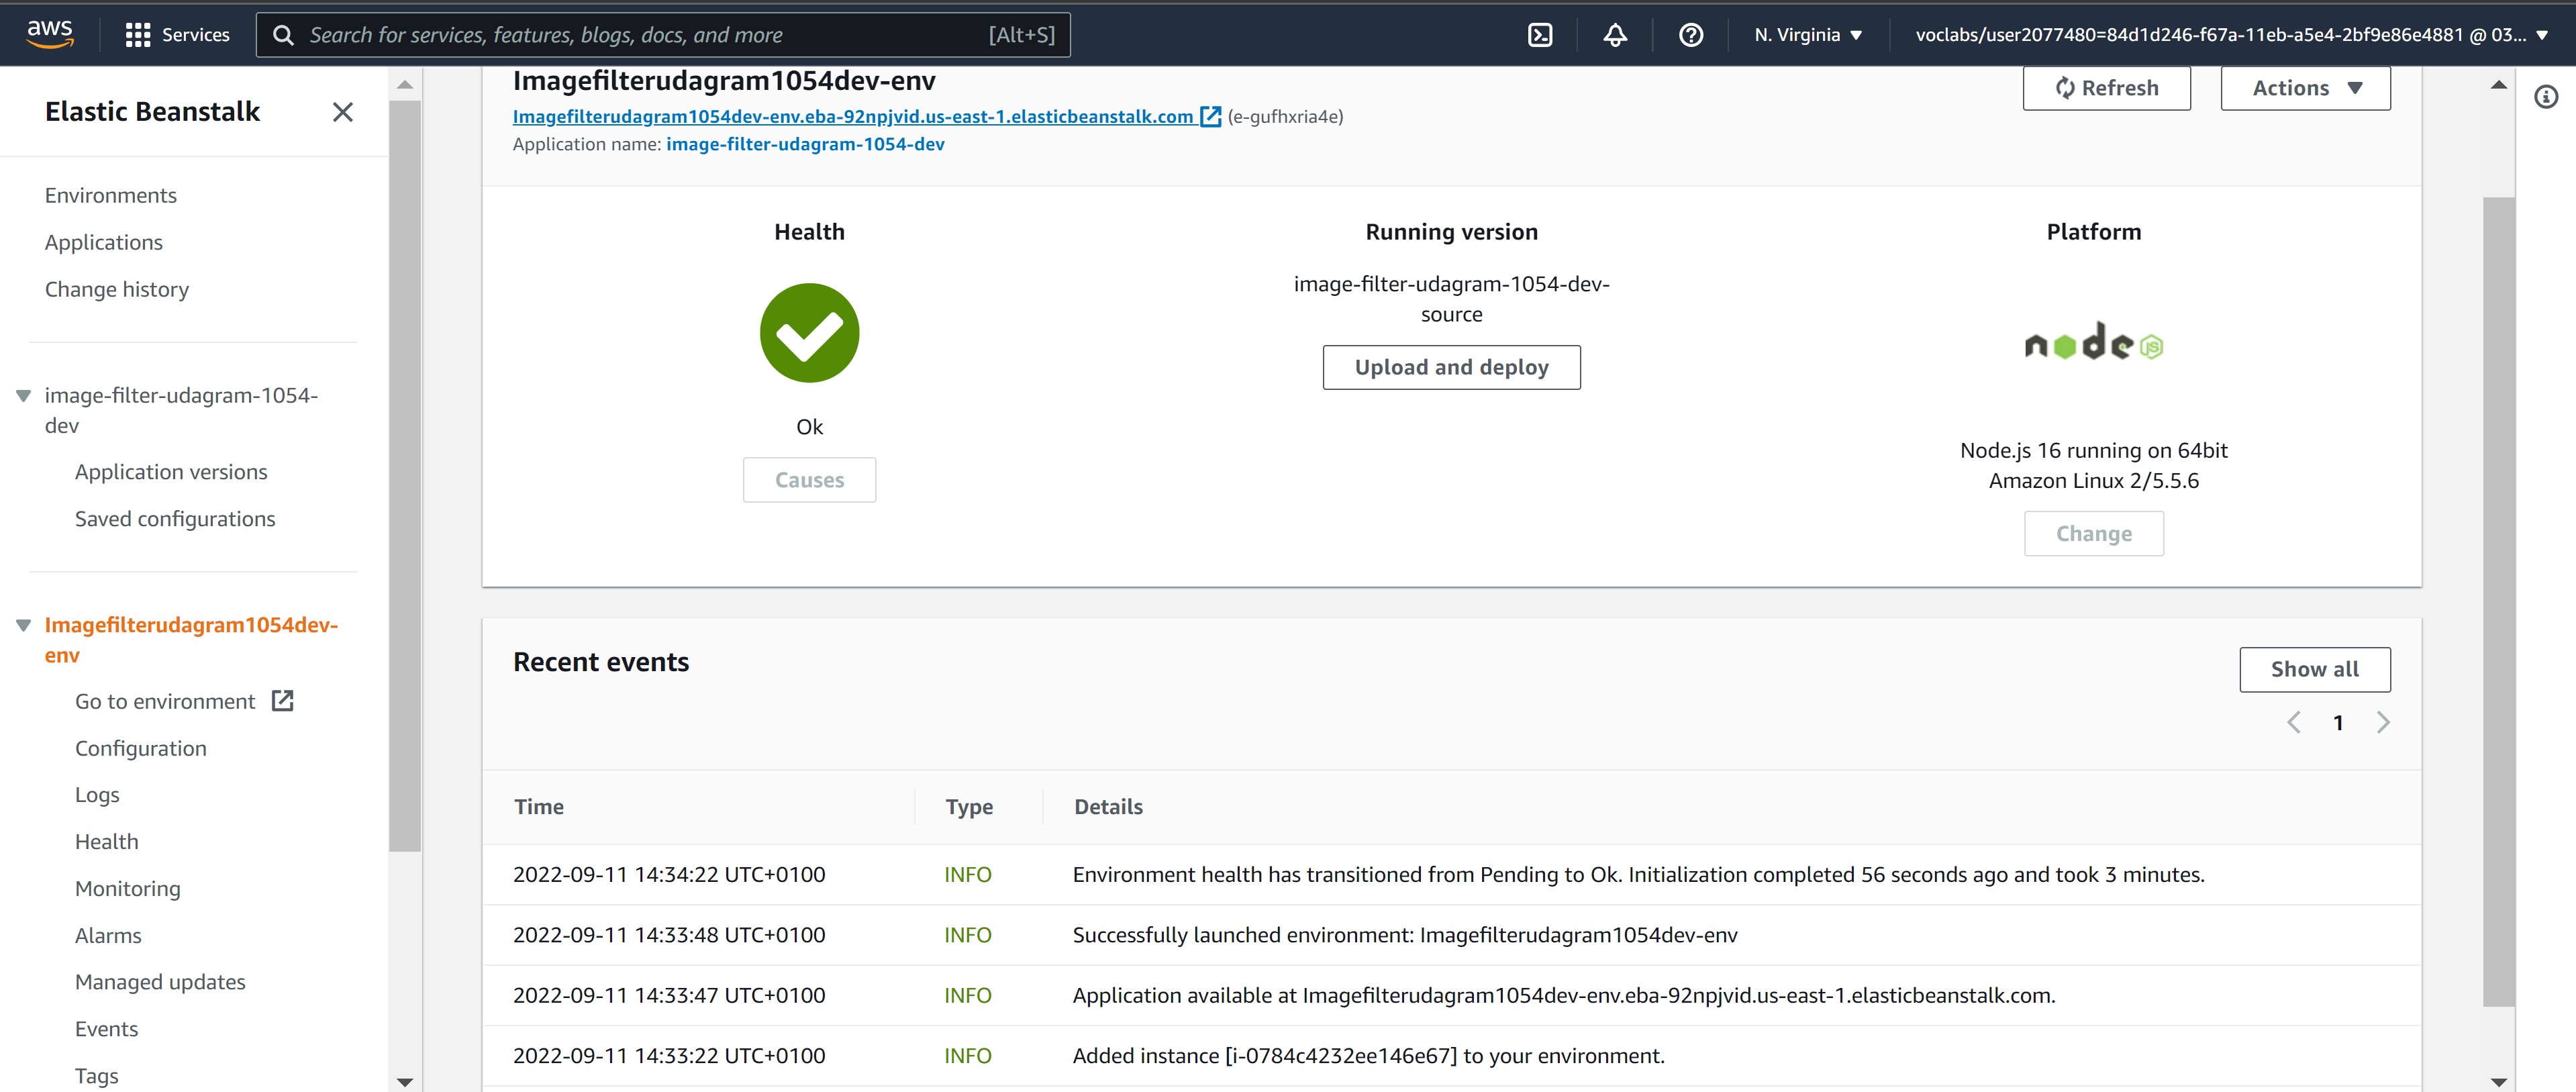 aws
Services
Search for services, features, blogs, docs, and more
[Alt+S]
N. Virginia
voclabs/user2077480=84d1d246-f67a-11eb-a5e4-2bf9e86e4881 @ 03...
Elastic Beanstalk
Environments
Applications
Change history
image-filter-udagram-1054-
dev
Application versions
Saved configurations
Imagefilterudagram1054dev-
env
Go to environment
Configuration
Logs
Health
Monitoring
Alarms
Managed updates
Events
Tags
Imagefilterudagram1054dev-env
Imagefilterudagram1054dev-env.eba-92npjvid.us-east-1.elasticbeanstalk.com (e-gufhxria4e)
Application name: image-filter-udagram-1054-dev
Refresh
Actions
Health
Ok
Causes
Running version
image-filter-udagram-1054-dev-
source
Upload and deploy
Platform
node JS
Node.js 16 running on 64bit
Amazon Linux 2/5.5.6
Change
Recent events
Show all
1
Time Type Details
2022-09-11 14:34:22 UTC+0100 INFO Environment health has transitioned from Pending to Ok. Initialization completed 56 seconds ago and took 3 minutes.
2022-09-11 14:33:48 UTC+0100 INFO Successfully launched environment: Imagefilterudagram1054dev-env
2022-09-11 14:33:47 UTC+0100 INFO Application available at Imagefilterudagram1054dev-env.eba-92npjvid.us-east-1.elasticbeanstalk.com.
2022-09-11 14:33:22 UTC+0100 INFO Added instance [i-0784c4232ee146e67] to your environment.